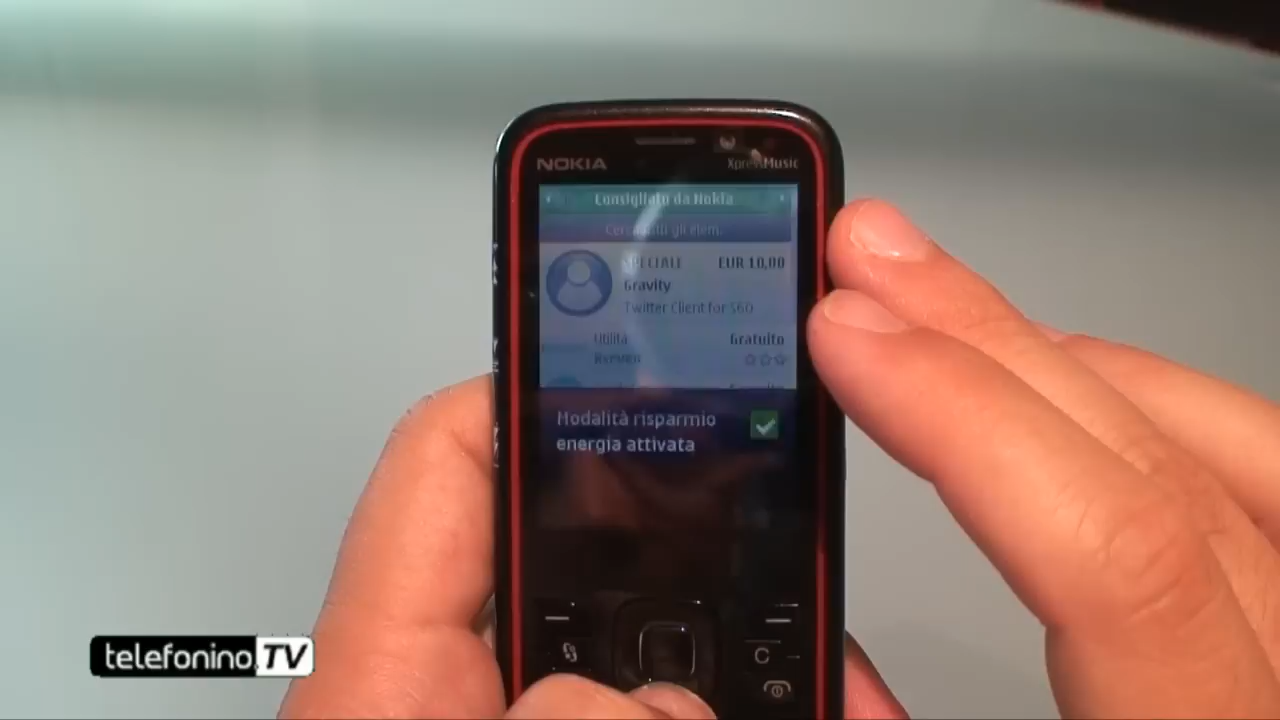 NOKIA
XpressMusic
Consigliato da Nokia
SPECIALE EUR 10,00
Gravity
Twitter Client for S60
Utilità Gratuito
Modalità risparmio
energia attivata
C
telefonino TV